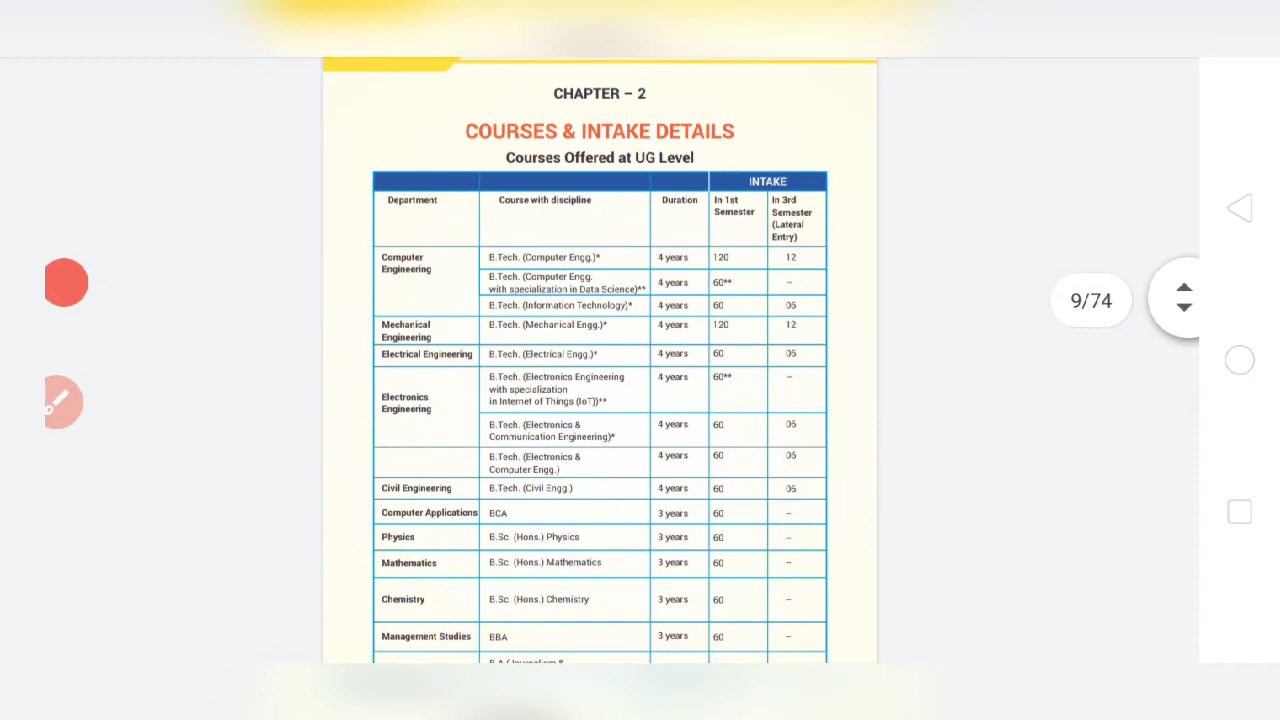 CHAPTER – 2
COURSES & INTAKE DETAILS
Courses Offered at UG Level
INTAKE
Department Course with discipline Duration In 1st Semester In 3rd Semester (Lateral Entry)
Computer Engineering B.Tech. (Computer Engg.)* 4 years 120 12
B.Tech. (Computer Engg. with specialization in Data Science)** 4 years 60** –
B.Tech. (Information Technology)* 4 years 60 05
Mechanical Engineering B.Tech. (Mechanical Engg.)* 4 years 120 12
Electrical Engineering B.Tech. (Electrical Engg.)* 4 years 60 05
Electronics Engineering B.Tech. (Electronics Engineering with specialization in Internet of Things (IoT))** 4 years 60** –
B.Tech. (Electronics & Communication Engineering)* 4 years 60 05
B.Tech. (Electronics & Computer Engg.) 4 years 60 05
Civil Engineering B.Tech. (Civil Engg.) 4 years 60 05
Computer Applications BCA 3 years 60 –
Physics B.Sc. (Hons.) Physics 3 years 60 –
Mathematics B.Sc. (Hons.) Mathematics 3 years 60 –
Chemistry B.Sc. (Hons.) Chemistry 3 years 60 –
Management Studies BBA 3 years 60 –
9/74